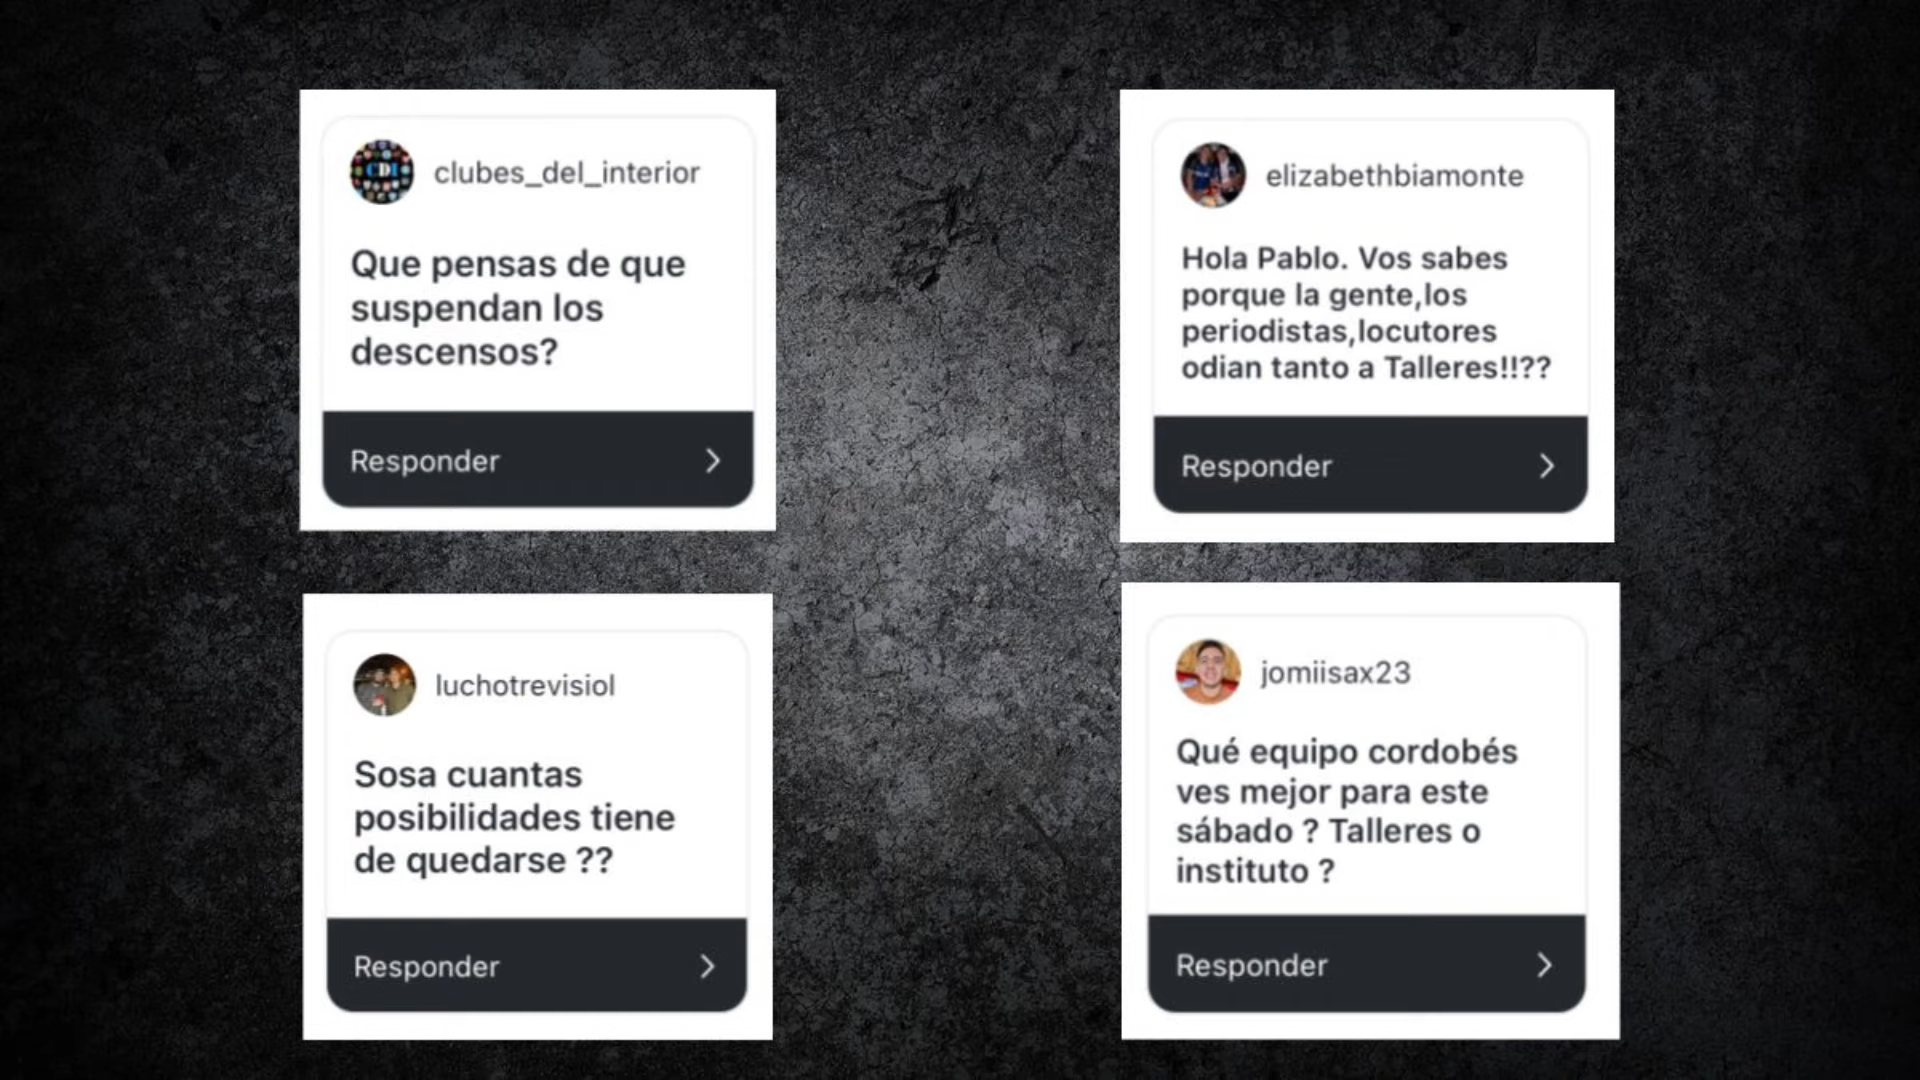 CDI
clubes_del_interior
Que pensas de que
suspendan los
descensos?
Responder
elizabethbiamonte
Hola Pablo. Vos sabes
porque la gente,los
periodistas,locutores
odian tanto a Talleres!!??
Responder
luchotrevisiol
Sosa cuantas
posibilidades tiene
de quedarse ??
Responder
jomiisax23
Qué equipo cordobés
ves mejor para este
sábado ? Talleres o
instituto ?
Responder